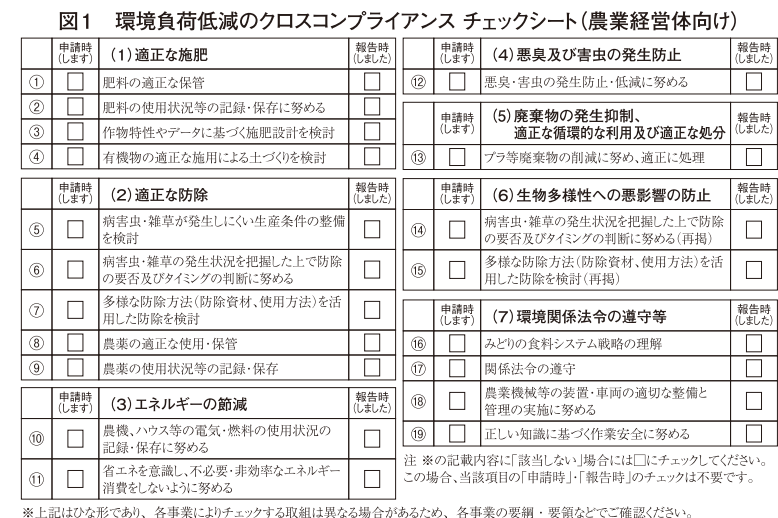 図1　環境負荷低減のクロスコンプライアンス チェックシート(農業経営体向け)
申請時
(します)
(1)適正な施肥
報告時
(しました)
① □ 肥料の適正な保管 □
② □ 肥料の使用状況等の記録・保存に努める □
③ □ 作物特性やデータに基づく施肥設計を検討 □
④ □ 有機物の適正な施用による土づくりを検討 □
申請時
(します)
(2)適正な防除
報告時
(しました)
⑤ □ 病害虫・雑草が発生しにくい生産条件の整備
を検討 □
⑥ □ 病害虫・雑草の発生状況を把握した上で防除
の要否及びタイミングの判断に努める □
⑦ □ 多様な防除方法(防除資材、使用方法)を活
用した防除を検討 □
⑧ □ 農薬の適正な使用・保管 □
⑨ □ 農薬の使用状況等の記録・保存 □
申請時
(します)
(3)エネルギーの節減
報告時
(しました)
⑩ □ 農機、ハウス等の電気・燃料の使用状況の
記録・保存に努める □
⑪ □ 省エネを意識し、不必要・非効率なエネルギー
消費をしないように努める □
申請時
(します)
(4)悪臭及び害虫の発生防止
報告時
(しました)
⑫ □ 悪臭・害虫の発生防止・低減に努める □
申請時
(します)
(5)廃棄物の発生抑制、
適正な循環的な利用及び適正な処分
報告時
(しました)
⑬ □ プラ等廃棄物の削減に努め、適正に処理 □
申請時
(します)
(6)生物多様性への悪影響の防止
報告時
(しました)
⑭ □ 病害虫・雑草の発生状況を把握した上で防除
の要否及びタイミングの判断に努める(再掲) □
⑮ □ 多様な防除方法(防除資材、使用方法)を活
用した防除を検討(再掲) □
申請時
(します)
(7)環境関係法令の遵守等
報告時
(しました)
⑯ □ みどりの食料システム戦略の理解 □
⑰ □ 関係法令の遵守 □
⑱ □ 農業機械等の装置・車両の適切な整備と
管理の実施に努める □
⑲ □ 正しい知識に基づく作業安全に努める □
注 ※の記載内容に「該当しない」場合には□にチェックしてください。
この場合、当該項目の「申請時」・「報告時」のチェックは不要です。
※上記はひな形であり、各事業によりチェックする取組は異なる場合があるため、各事業の要綱・要領などでご確認ください。